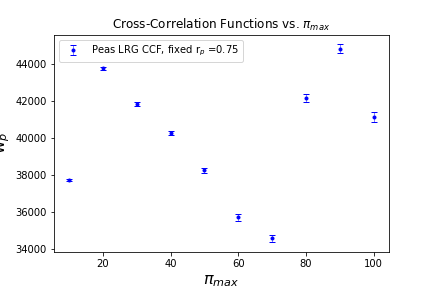 Cross-Correlation Functions vs. π_max
Peas LRG CCF, fixed r_p =0.75
44000
42000
40000
38000
36000
34000
w_p
20
40
60
80
100
π_max